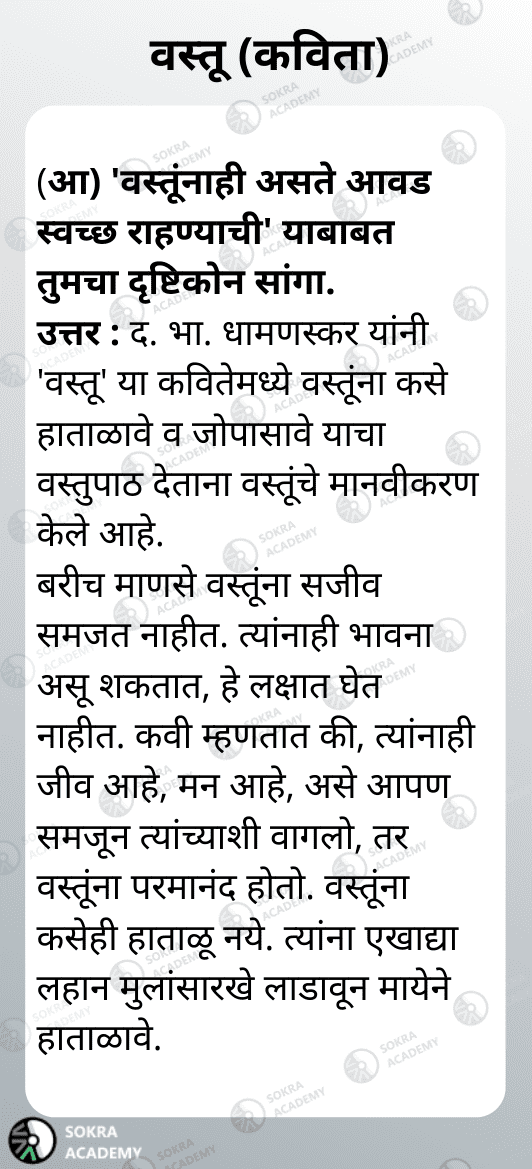 वस्तू (कविता)
(आ) 'वस्तूंनाही असते आवड
स्वच्छ राहण्याची' याबाबत
तुमचा दृष्टिकोन सांगा.
उत्तर : द. भा. धामणस्कर यांनी
'वस्तू' या कवितेमध्ये वस्तूंना कसे
हाताळावे व जोपासावे याचा
वस्तुपाठ देताना वस्तूंचे मानवीकरण
केले आहे.
बरीच माणसे वस्तूंना सजीव
समजत नाहीत. त्यांनाही भावना
असू शकतात, हे लक्षात घेत
नाहीत. कवी म्हणतात की, त्यांनाही
जीव आहे, मन आहे, असे आपण
समजून त्यांच्याशी वागलो, तर
वस्तूंना परमानंद होतो. वस्तूंना
कसेही हाताळू नये. त्यांना एखाद्या
लहान मुलांसारखे लाडावून मायेने
हाताळावे.
SOKRA
ACADEMY